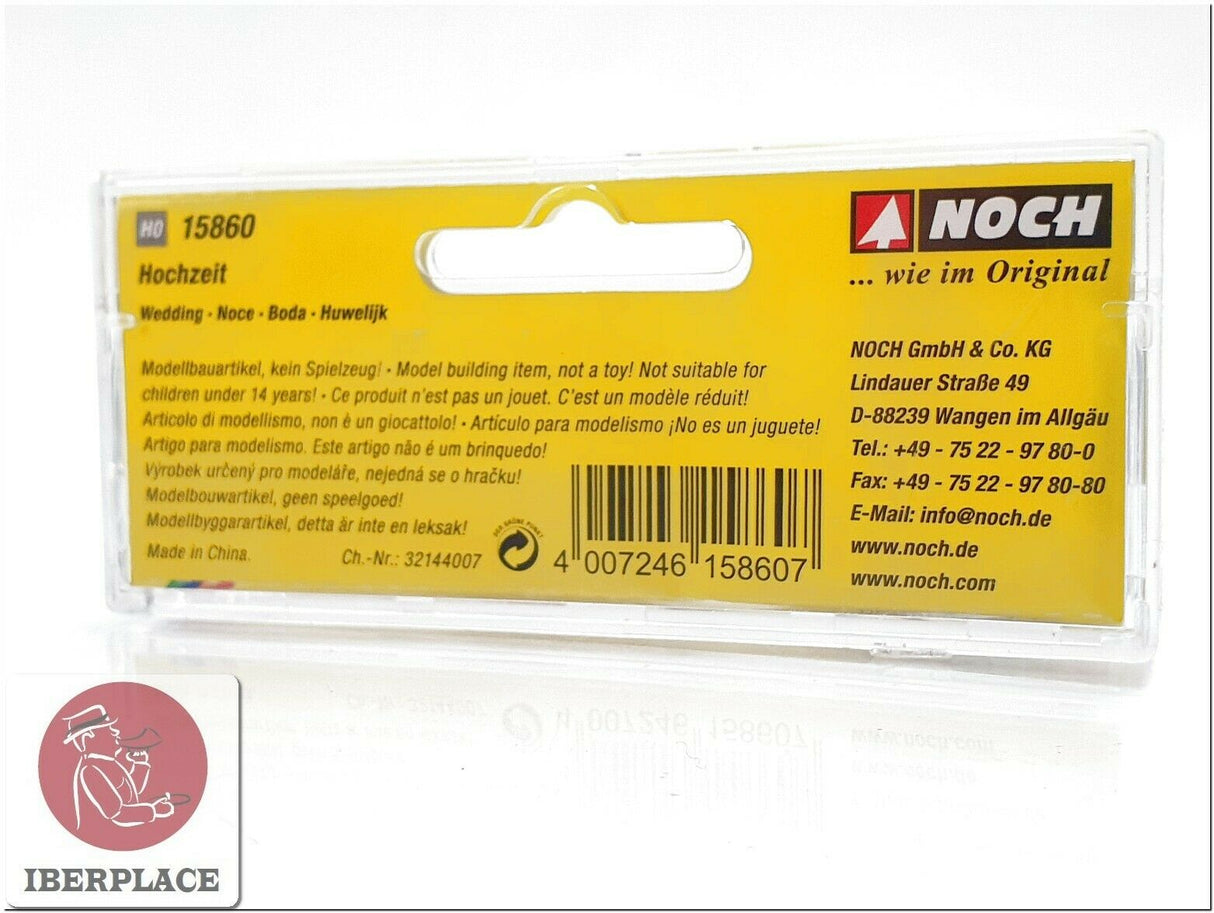 H0 15860
Hochzeit
Wedding · Noce · Boda · Huwelijk
Modellbauartikel, kein Spielzeug! · Model building item, not a toy! Not suitable for
children under 14 years! · Ce produit n'est pas un jouet. C'est un modèle réduit!
Articolo di modellismo, non è un giocattolo! · Artículo para modelismo ¡No es un juguete!
Artigo para modelismo. Este artigo não é um brinquedo!
Výrobek určený pro modeláře, nejedná se o hračku!
Modelbouwartikel, geen speelgoed!
Modellbyggarartikel, detta är inte en leksak!
Made in China.
Ch.-Nr.: 32144007
DER GRÜNE PUNKT
4 007246 158607
NOCH
... wie im Original
NOCH GmbH & Co. KG
Lindauer Straße 49
D-88239 Wangen im Allgäu
Tel.: +49 - 75 22 - 97 80-0
Fax: +49 - 75 22 - 97 80-80
E-Mail: info@noch.de
www.noch.de
www.noch.com
IBERPLACE